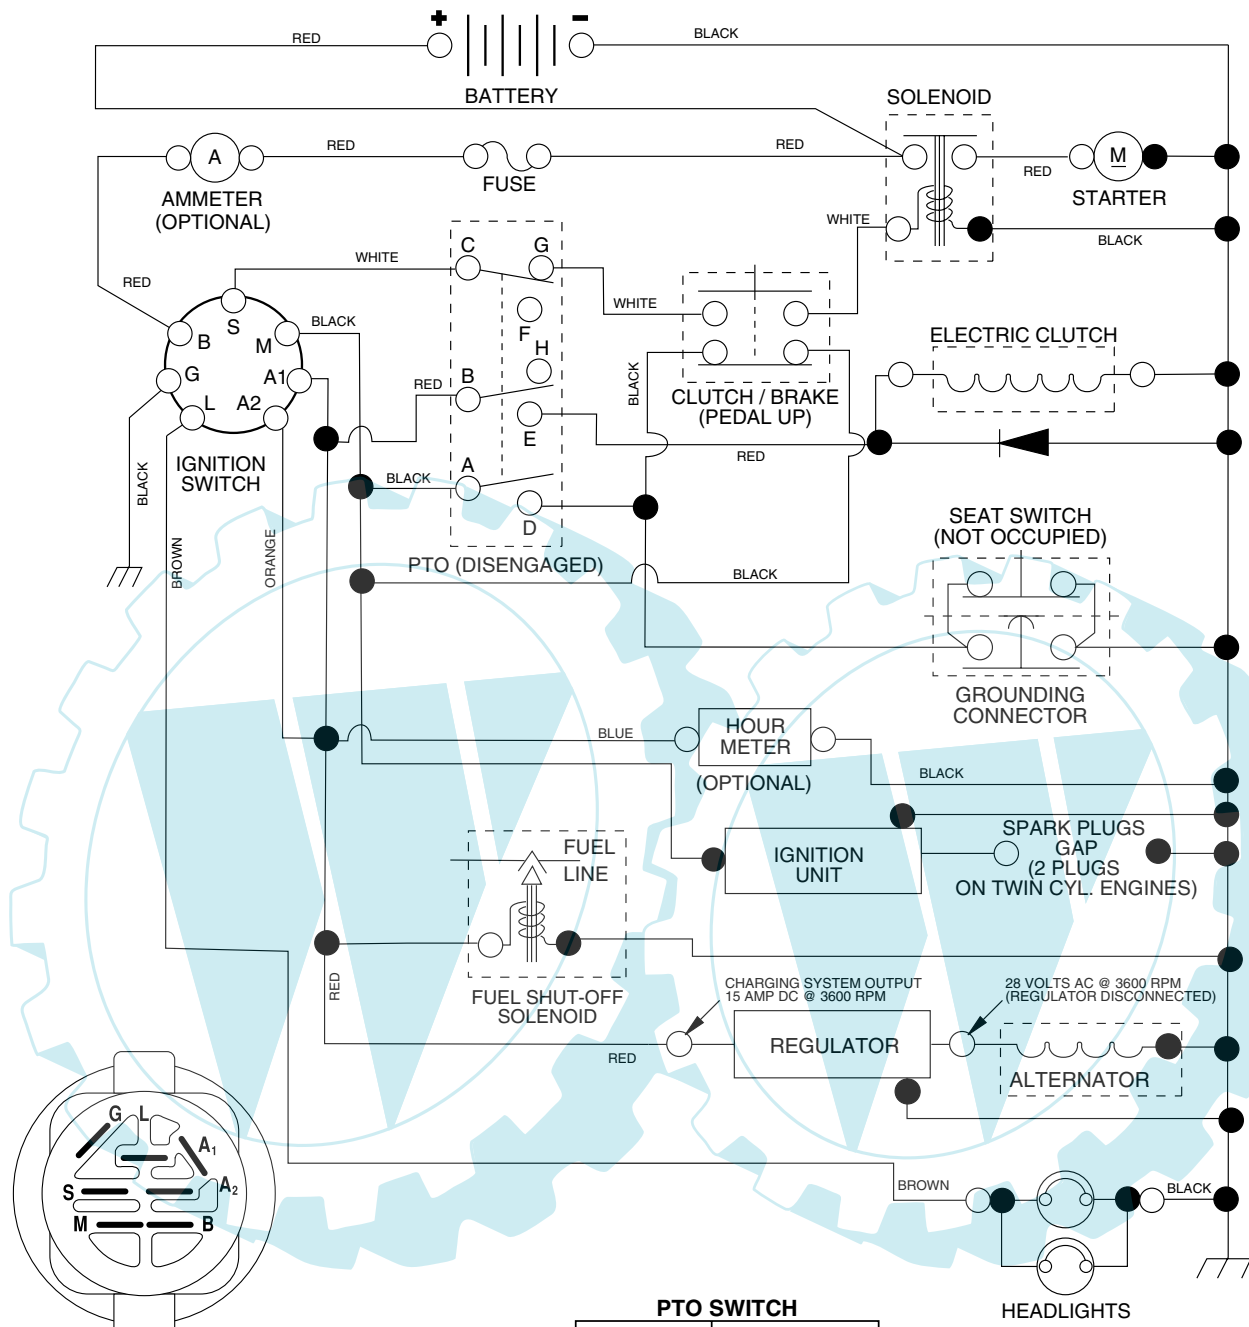 + -
RED
BLACK
BATTERY
SOLENOID
A
RED
RED
M
AMMETER
(OPTIONAL)
FUSE
RED
STARTER
WHITE
BLACK
C G
WHITE
RED
S
BLACK
F
WHITE
B
M
H
ELECTRIC CLUTCH
G
A1
RED
B
BLACK
CLUTCH / BRAKE
(PEDAL UP)
L
A2
E
IGNITION
SWITCH
RED
BLACK
A
BLACK
D
SEAT SWITCH
(NOT OCCUPIED)
BROWN
ORANGE
PTO (DISENGAGED)
BLACK
GROUNDING
CONNECTOR
BLUE
HOUR
METER
(OPTIONAL)
BLACK
FUEL
LINE
IGNITION
UNIT
SPARK PLUGS
GAP
(2 PLUGS
ON TWIN CYL. ENGINES)
RED
FUEL SHUT-OFF
SOLENOID
CHARGING SYSTEM OUTPUT
15 AMP DC @ 3600 RPM
28 VOLTS AC @ 3600 RPM
(REGULATOR DISCONNECTED)
RED
REGULATOR
ALTERNATOR
G L
A1
S
A2
M
B
BROWN
BLACK
HEADLIGHTS
PTO SWITCH